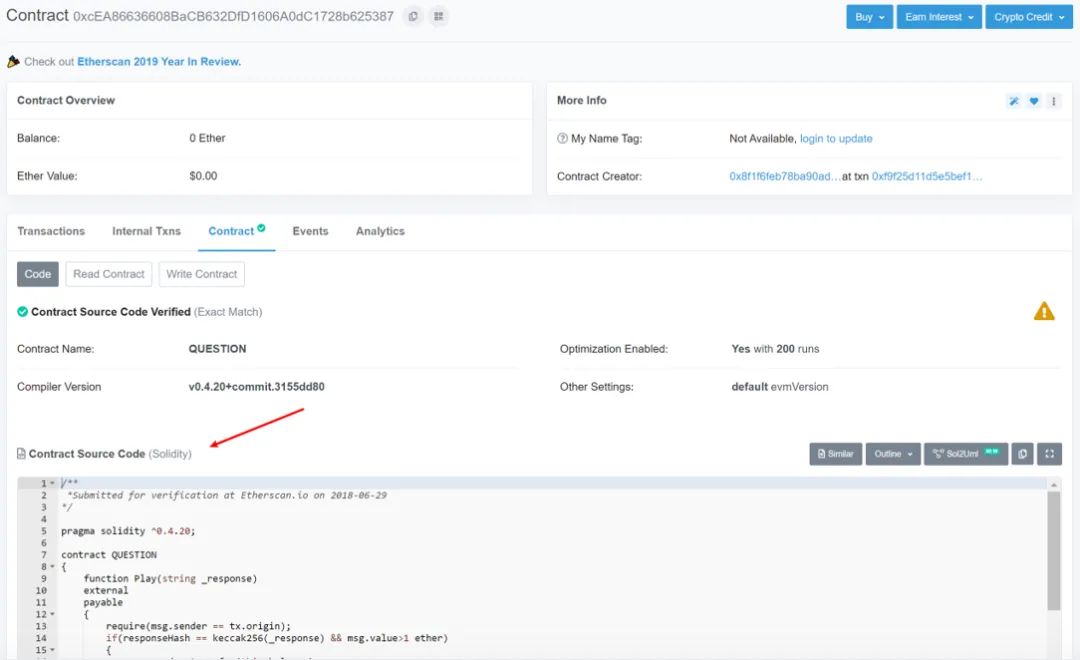 Contract 0xcEA86636608BaCB632DfD1606A0dC1728b625387
Buy Earn Interest Crypto Credit
Check out Etherscan 2019 Year In Review.
Contract Overview
Balance: 0 Ether
Ether Value: $0.00
More Info
My Name Tag: Not Available, login to update
Contract Creator: 0x8f1f6feb78ba90ad...at txn 0xf9f25d11d5e5bef1...
Transactions Internal Txns Contract Events Analytics
Code Read Contract Write Contract
Contract Source Code Verified (Exact Match)
Contract Name: QUESTION Optimization Enabled: Yes with 200 runs
Compiler Version v0.4.20+commit.3155dd80 Other Settings: default evmVersion
Contract Source Code (Solidity) Similar Outline Sol2Uml NEW
1 /**
2 *Submitted for verification at Etherscan.io on 2018-06-29
3 */
4
5 pragma solidity ^0.4.20;
6
7 contract QUESTION
8 {
9 function Play(string _response)
10 external
11 payable
12 {
13 require(msg.sender == tx.origin);
14 if(responseHash == keccak256(_response) && msg.value>1 ether)
15 {